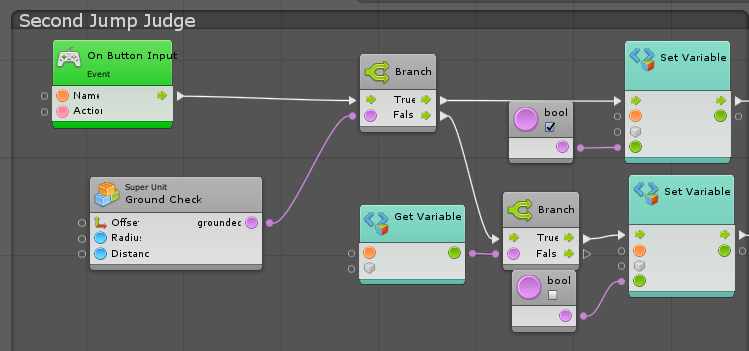 Second Jump Judge
On Button Input
Event
Name
Action
Branch
True
Fals
bool
Set Variable
Super Unit
Ground Check
Offset
grounded
Radius
Distanc
Get Variable
Branch
True
Fals
bool
Set Variable